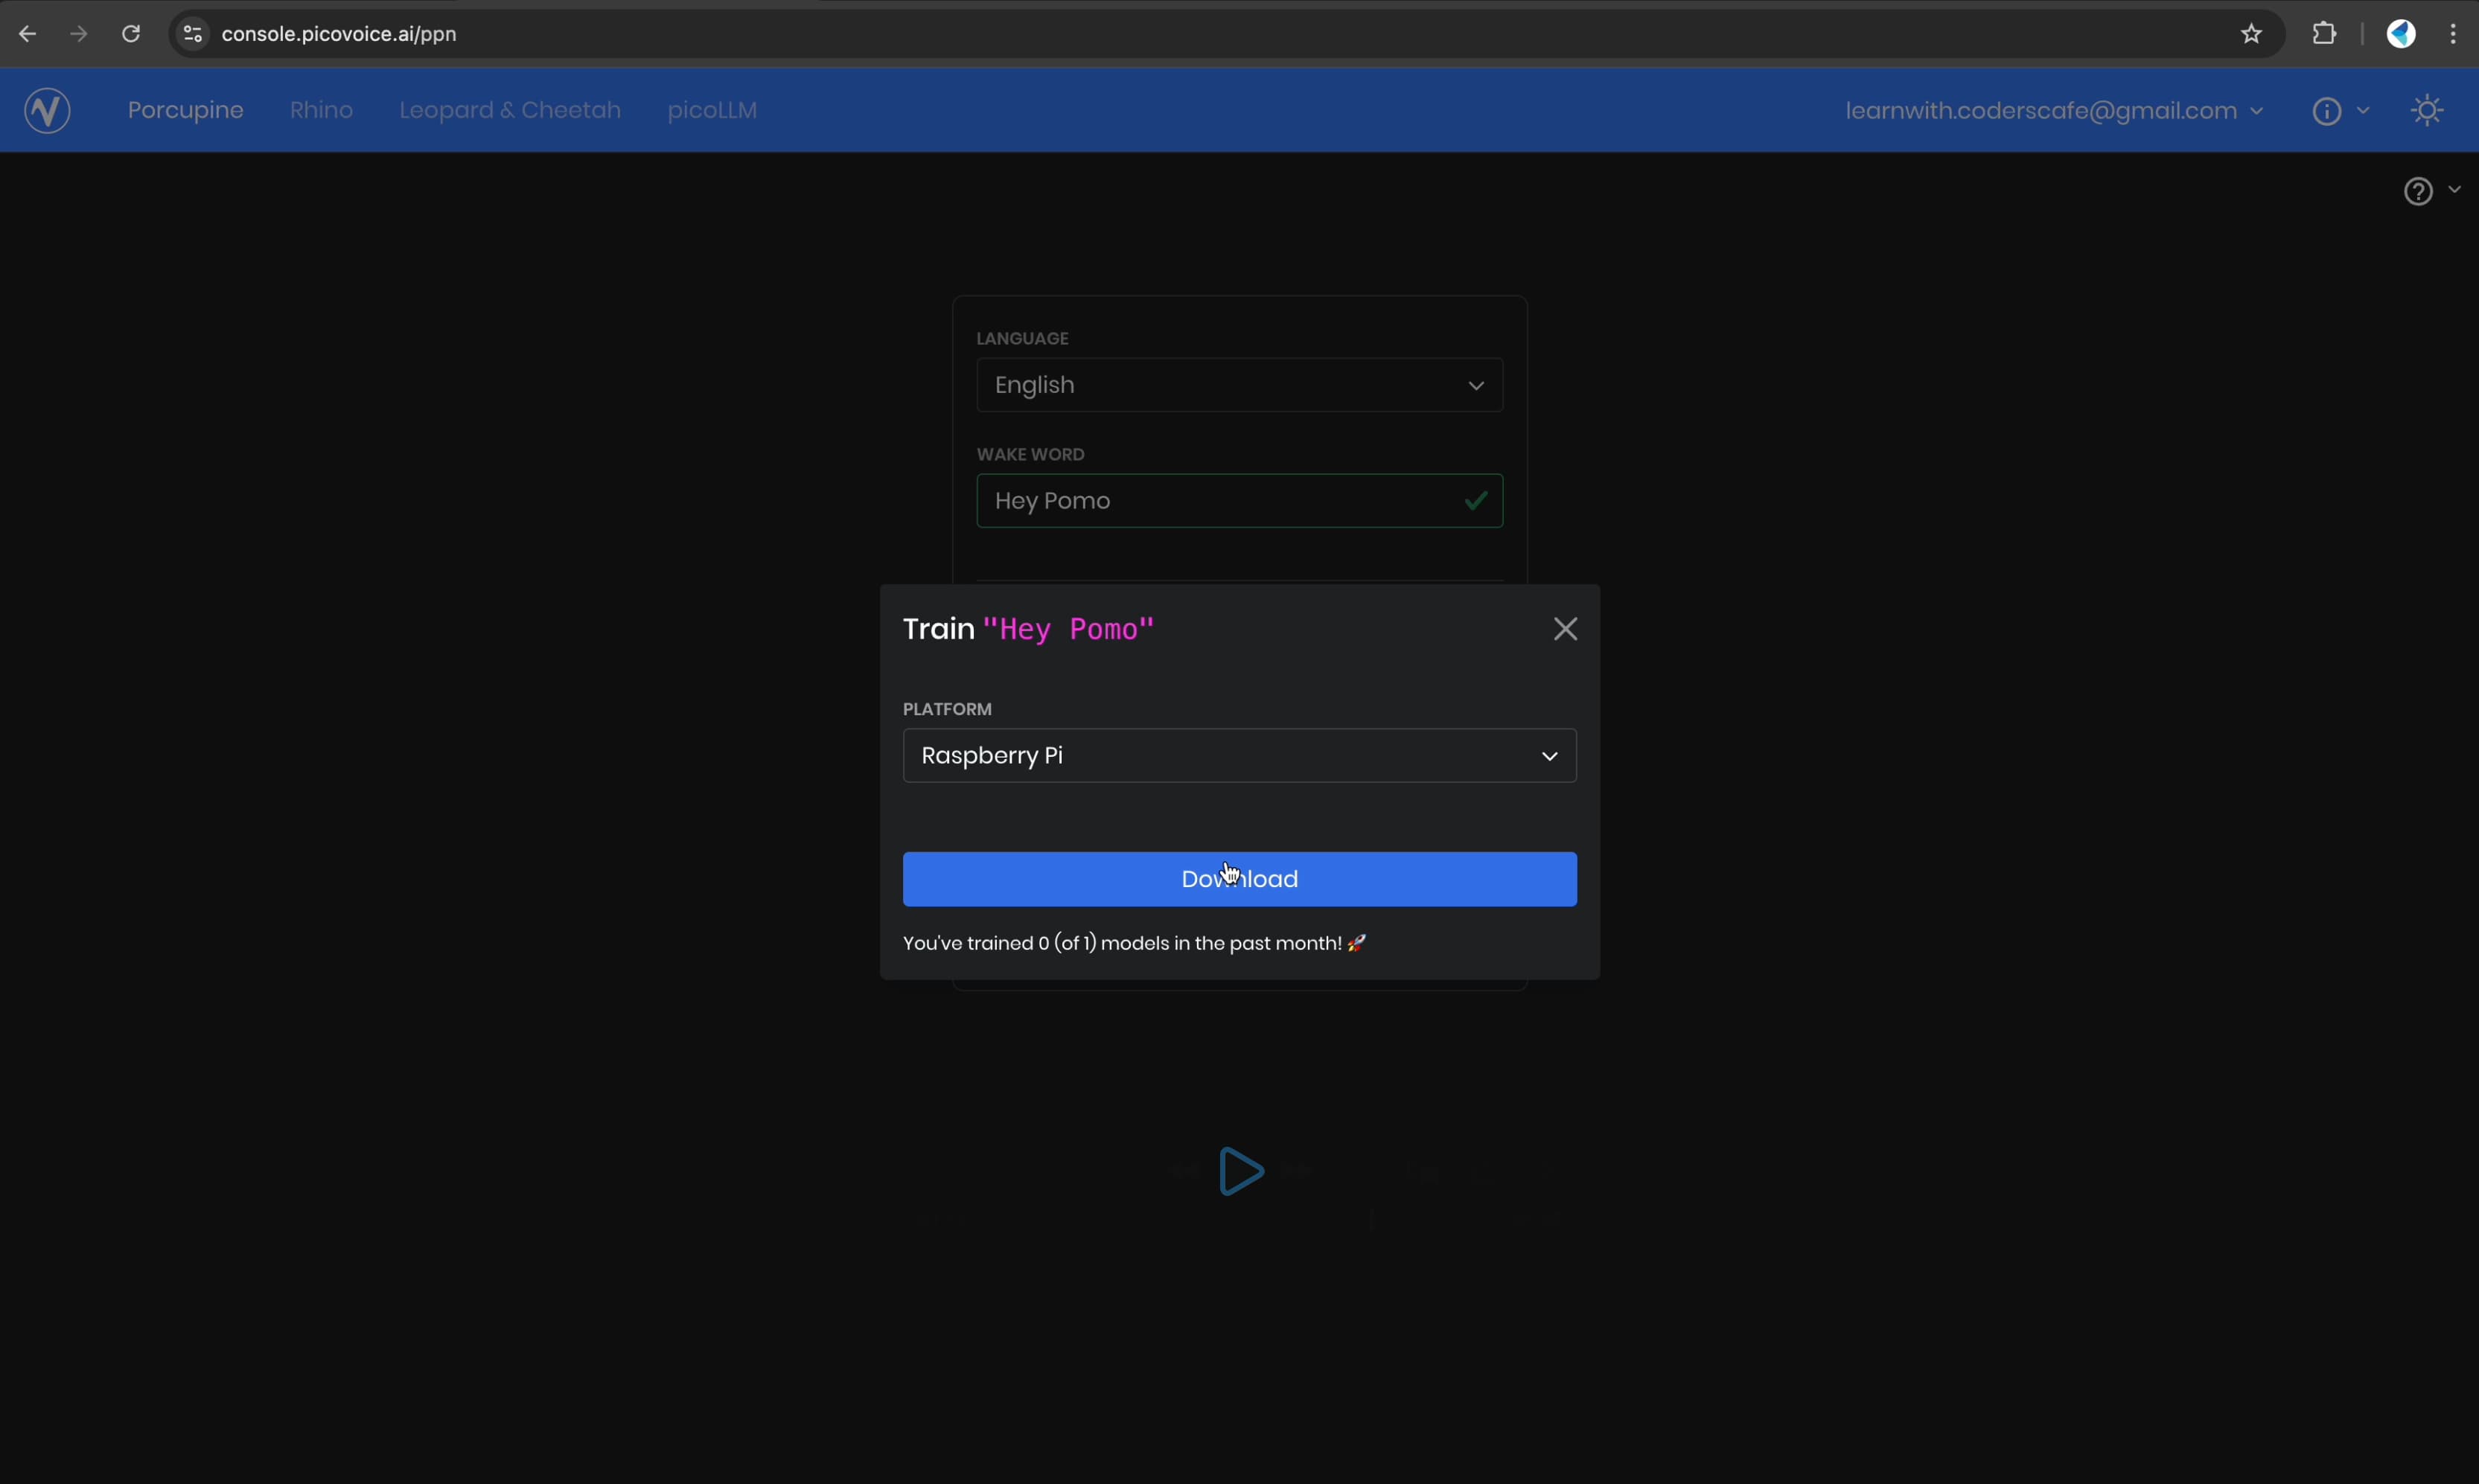 console.picovoice.ai/ppn
Porcupine Rhino Leopard & Cheetah picoLLM learnwith.coderscafe@gmail.com
LANGUAGE
English
WAKE WORD
Hey Pomo
Train "Hey Pomo"
PLATFORM
Raspberry Pi
Download
You've trained 0 (of 1) models in the past month! 🚀